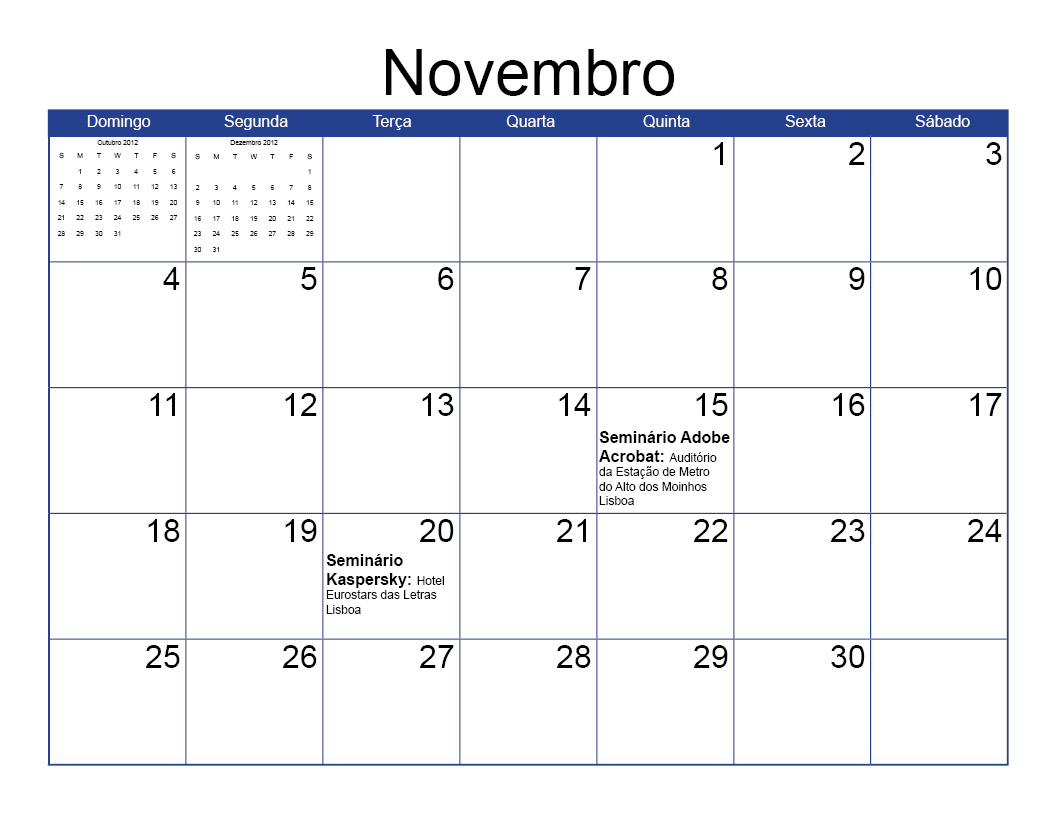 Novembro
Domingo Segunda Terça Quarta Quinta Sexta Sábado
Outubro 2012
S M T W T F S
1 2 3 4 5 6
7 8 9 10 11 12 13
14 15 16 17 18 19 20
21 22 23 24 25 26 27
28 29 30 31
Dezembro 2012
S M T W T F S
1
2 3 4 5 6 7 8
9 10 11 12 13 14 15
16 17 18 19 20 21 22
23 24 25 26 27 28 29
30 31
1 2 3
4 5 6 7 8 9 10
11 12 13 14 15 16 17
Seminário Adobe
Acrobat: Auditório
da Estação de Metro
do Alto dos Moinhos
Lisboa
18 19 20 21 22 23 24
Seminário
Kaspersky: Hotel
Eurostars das Letras
Lisboa
25 26 27 28 29 30